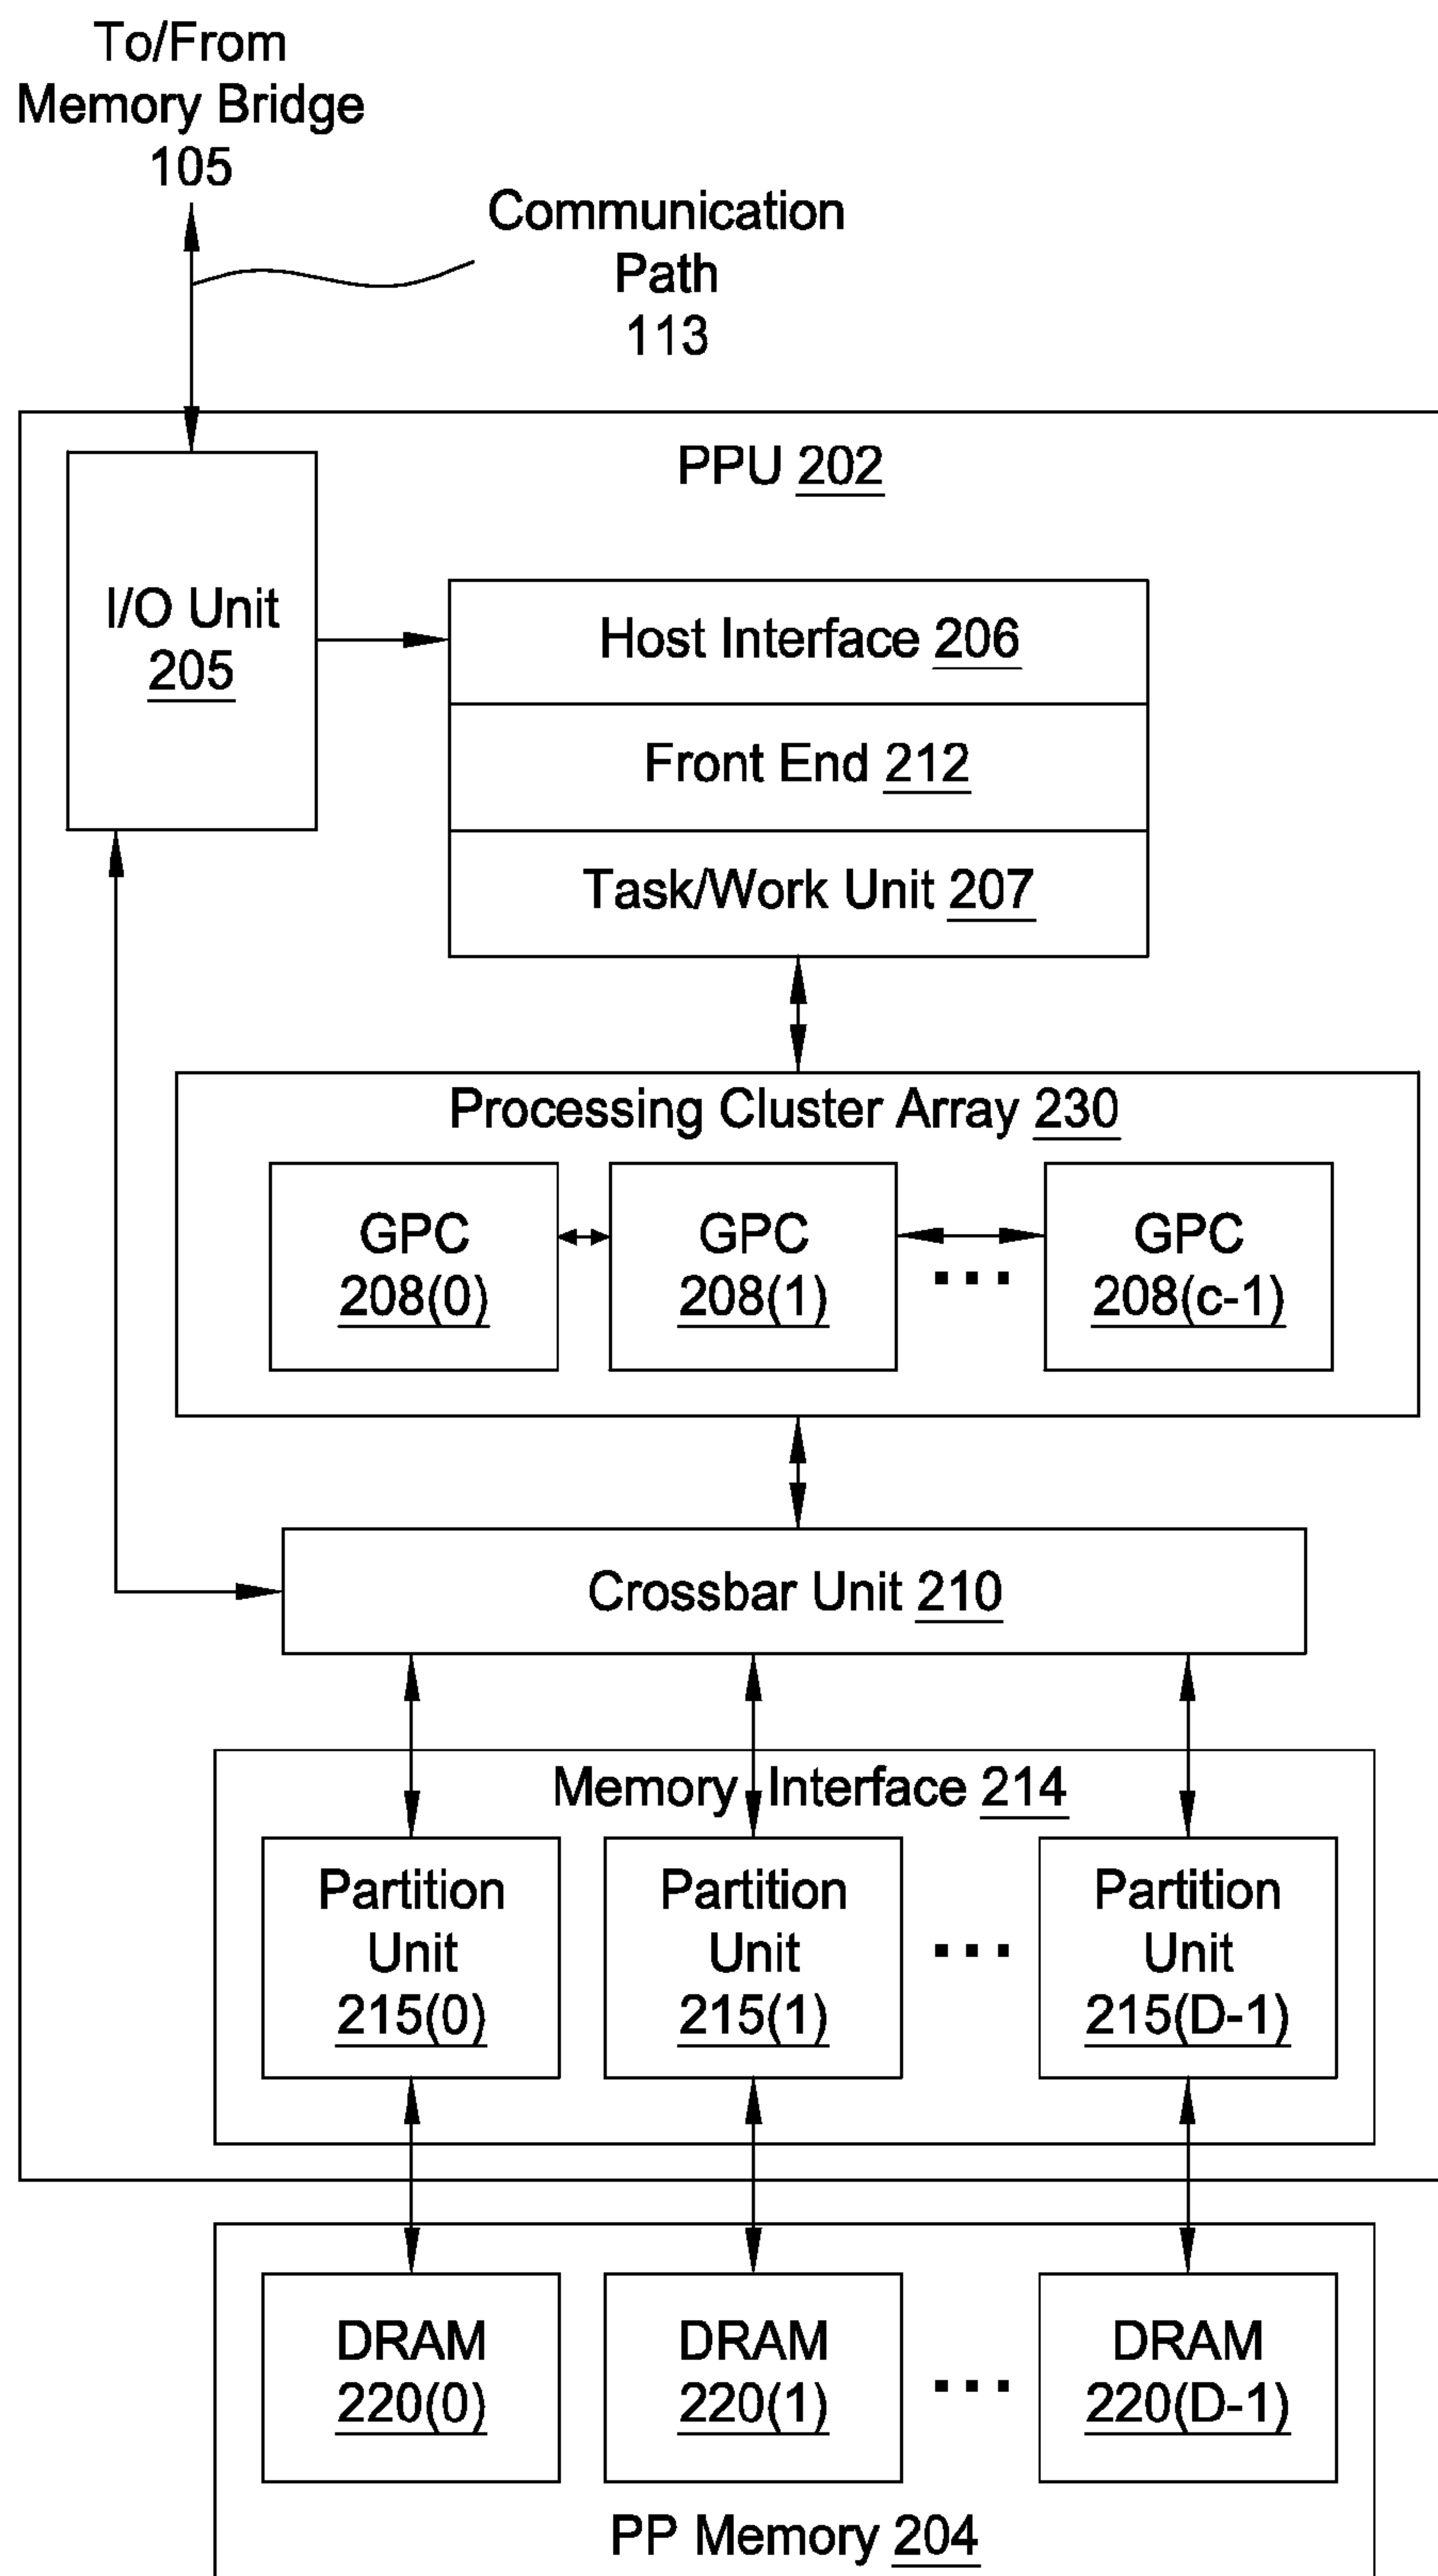 To/From
Memory Bridge
105
Communication
Path
113
PPU 202
I/O Unit
205
Host Interface 206
Front End 212
Task/Work Unit 207
Processing Cluster Array 230
GPC
208(0)
GPC
208(1)
...
GPC
208(c-1)
Crossbar Unit 210
Memory Interface 214
Partition
Unit
215(0)
Partition
Unit
215(1)
...
Partition
Unit
215(D-1)
DRAM
220(0)
DRAM
220(1)
...
DRAM
220(D-1)
PP Memory 204